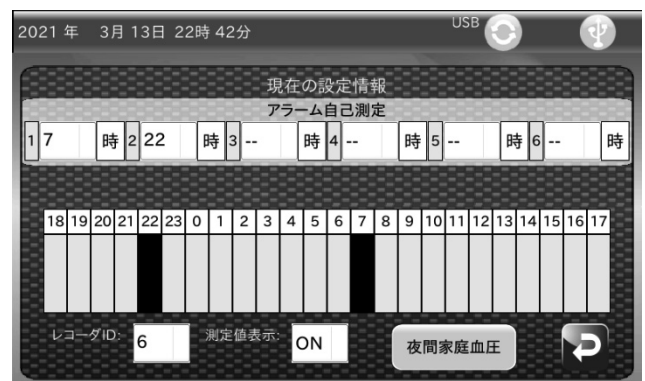 2021 年 3月 13日 22時 42分 USB
現在の設定情報
アラーム自己測定
1 7 時 2 22 時 3 -- 時 4 -- 時 5 -- 時 6 -- 時
18 19 20 21 22 23 0 1 2 3 4 5 6 7 8 9 10 11 12 13 14 15 16 17
レコーダID: 6 測定値表示: ON 夜間家庭血圧